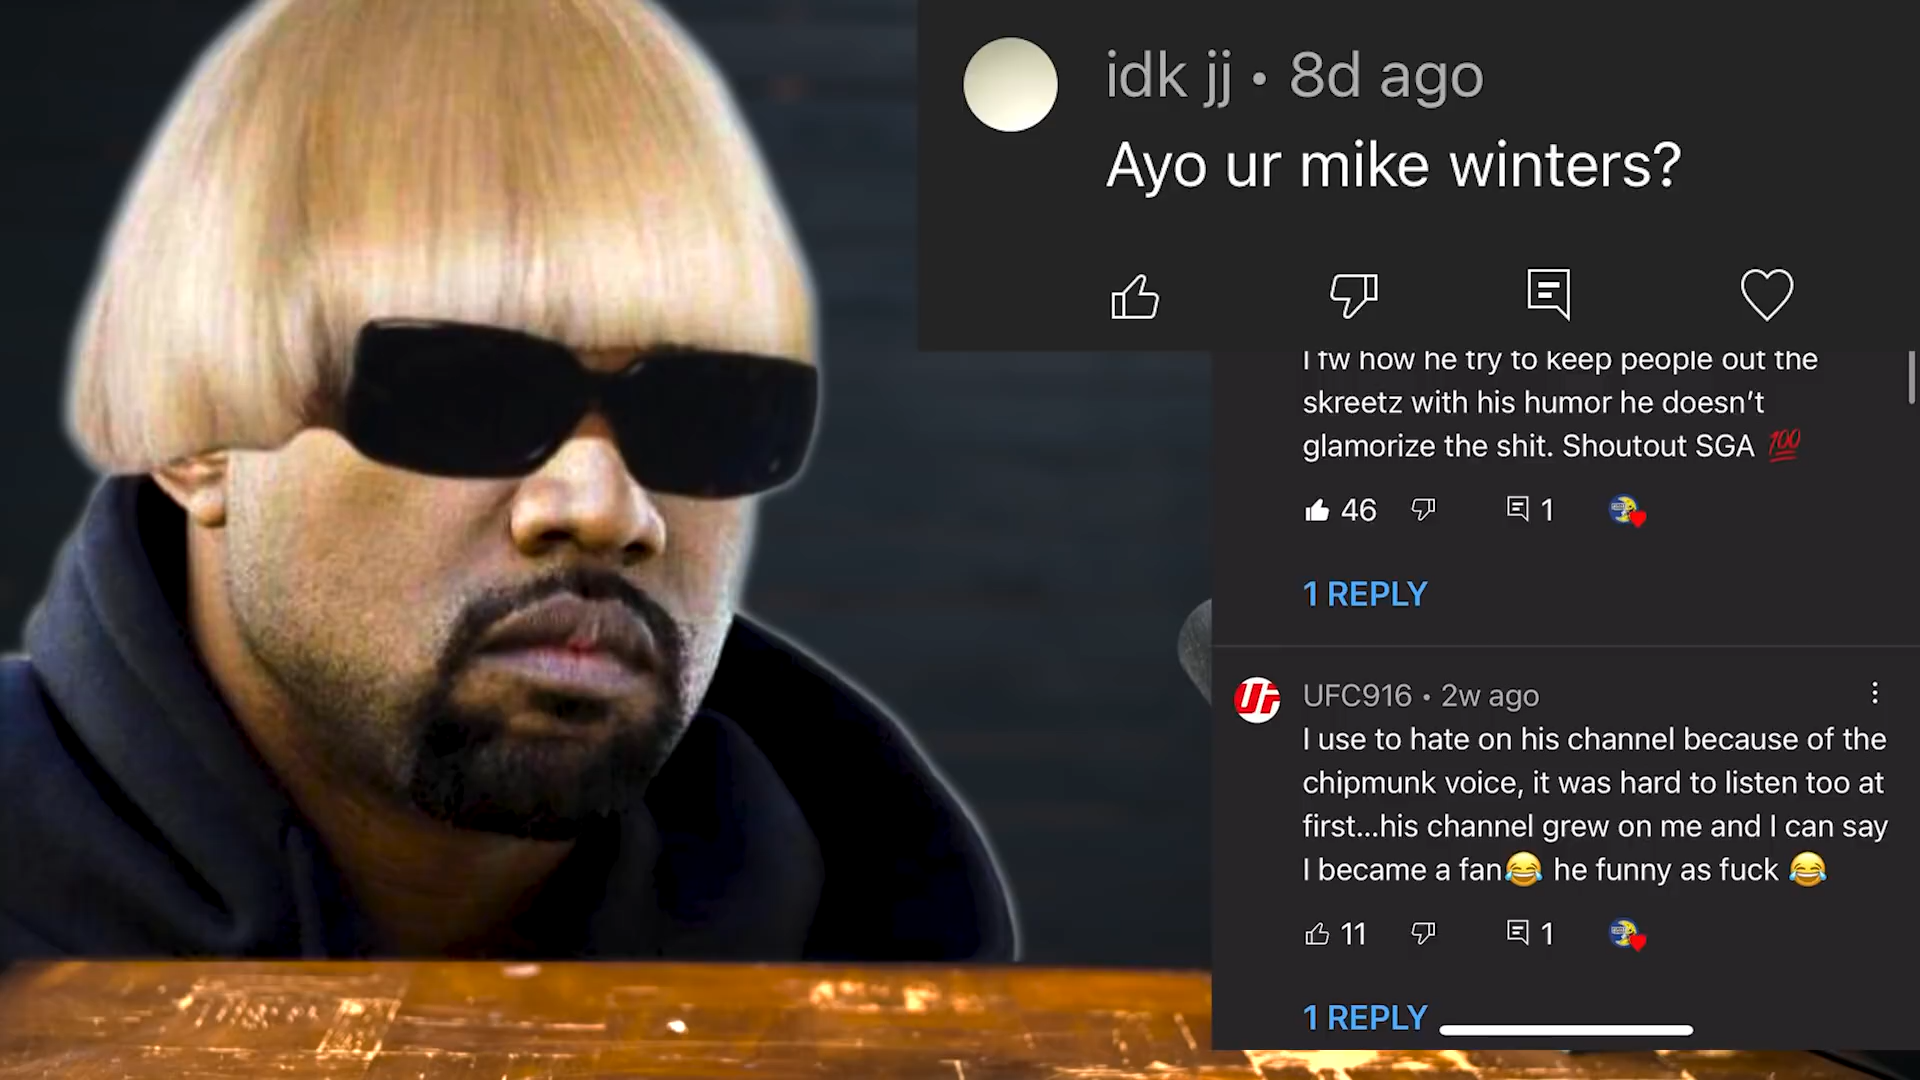 idk jj • 8d ago
Ayo ur mike winters?
I fw how he try to keep people out the
skreetz with his humor he doesn’t
glamorize the shit. Shoutout SGA 💯
46
1
1 REPLY
UF
UFC916 • 2w ago
I use to hate on his channel because of the
chipmunk voice, it was hard to listen too at
first...his channel grew on me and I can say
I became a fan😂 he funny as fuck 😂
11
1
1 REPLY